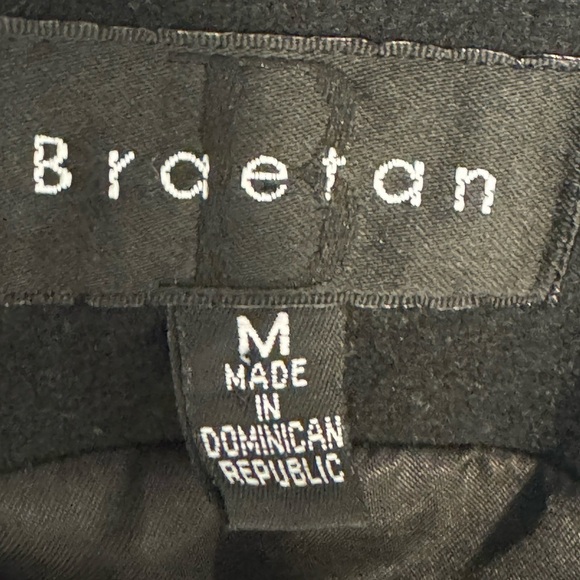 Braetan
M
MADE
IN
DOMINICAN
REPUBLIC